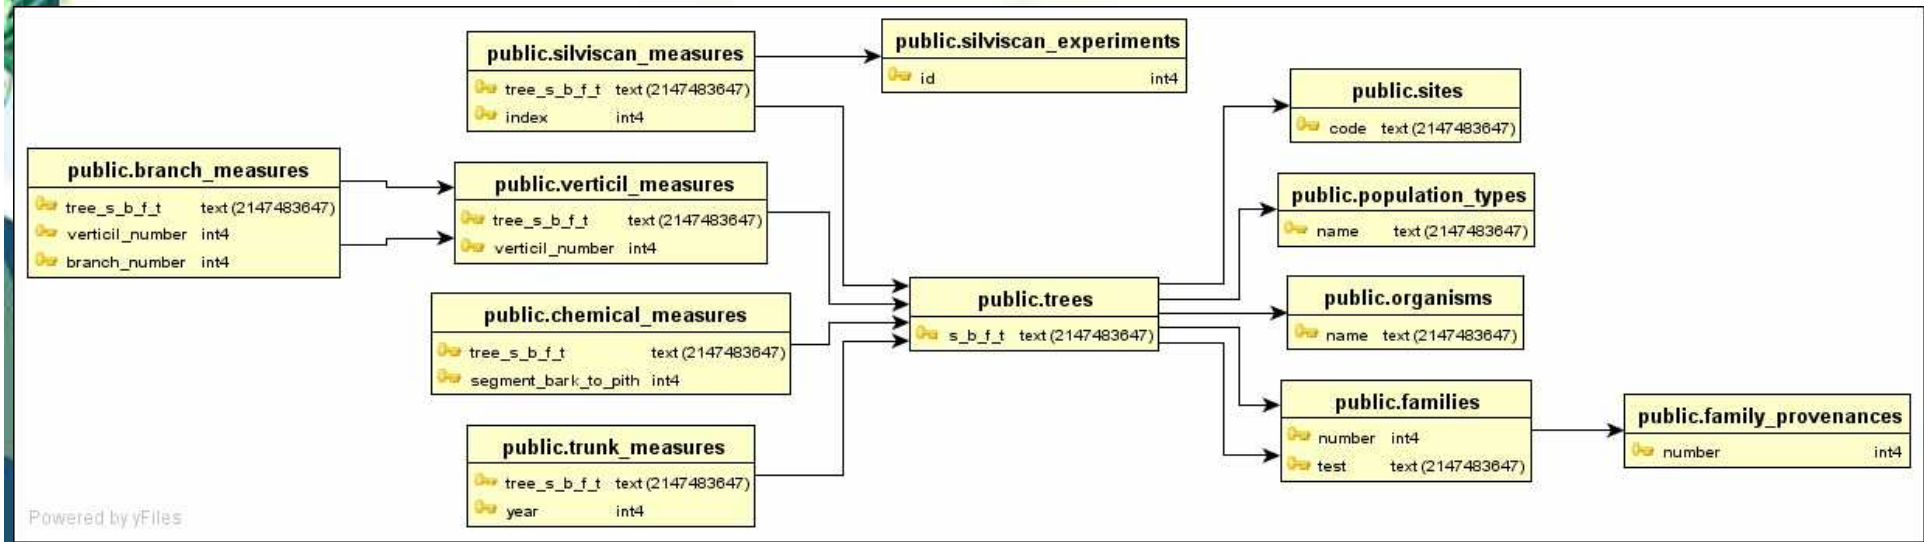 public.silviscan_measures
tree_s_b_f_t text(2147483647)
index int4
public.silviscan_experiments
id int4
public.sites
code text(2147483647)
public.branch_measures
tree_s_b_f_t text(2147483647)
verticil_number int4
branch_number int4
public.verticil_measures
tree_s_b_f_t text(2147483647)
verticil_number int4
public.population_types
name text(2147483647)
public.chemical_measures
tree_s_b_f_t text(2147483647)
segment_bark_to_pith int4
public.trees
s_b_f_t text(2147483647)
public.organisms
name text(2147483647)
public.trunk_measures
tree_s_b_f_t text(2147483647)
year int4
public.families
number int4
test text(2147483647)
public.family_provenances
number int4
Powered by yFiles